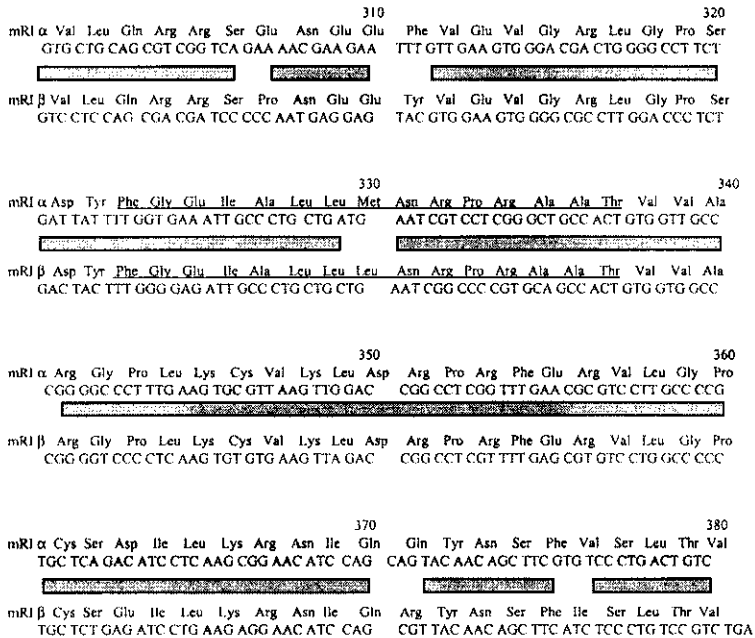 310 320
mRI α Val Leu Gln Arg Arg Ser Glu Asn Glu Glu Phe Val Glu Val Gly Arg Leu Gly Pro Ser
GTG CTG CAG CGT CGG TCA GAA AAC GAA GAA TTT GTT GAA GTG GGA CGA CTG GGG CCT TCT
mRI β Val Leu Gln Arg Arg Ser Pro Asn Glu Glu Tyr Val Glu Val Gly Arg Leu Gly Pro Ser
GTC CTC CAG CGA CGA TCC CCC AAT GAG GAG TAC GTG GAA GTG GGG CGC CTT GGA CCC TCT
330 340
mRI α Asp Tyr Phe Gly Glu Ile Ala Leu Leu Met Asn Arg Pro Arg Ala Ala Thr Val Val Ala
GAT TAT TTT GGT GAA ATT GCC CTG CTG ATG AAT CGT CCT CGG GCT GCC ACT GTG GTT GCC
mRI β Asp Tyr Phe Gly Glu Ile Ala Leu Leu Leu Asn Arg Pro Arg Ala Ala Thr Val Val Ala
GAC TAC TTT GGG GAG ATT GCC CTG CTG CTG AAT CGG CCC CGT GCA GCC ACT GTG GTG GCC
350 360
mRI α Arg Gly Pro Leu Lys Cys Val Lys Leu Asp Arg Pro Arg Phe Glu Arg Val Leu Gly Pro
CGG GGC CCT TTG AAG TGC GTT AAG TTG GAC CGG CCT CGG TTT GAA CGC GTC CTT GCC CCG
mRI β Arg Gly Pro Leu Lys Cys Val Lys Leu Asp Arg Pro Arg Phe Glu Arg Val Leu Gly Pro
CGG GGT CCC CTC AAG TGT GTG AAG TTA GAC CGG CCT CGT TTT GAG CGT GTC CTG GCC CCC
370 380
mRI α Cys Ser Asp Ile Leu Lys Arg Asn Ile Gln Gln Tyr Asn Ser Phe Val Ser Leu Thr Val
TGC TCA GAC ATC CTC AAG CGG AAC ATC CAG CAG TAC AAC AGC TTC GTG TCC CTG ACT GTC
mRI β Cys Ser Glu Ile Leu Lys Arg Asn Ile Gln Arg Tyr Asn Ser Phe Ile Ser Leu Thr Val
TGC TCT GAG ATC CTG AAG AGG AAC ATC CAG CGT TAC AAC AGC TTC ATC TCC CTG TCC GTC TGA